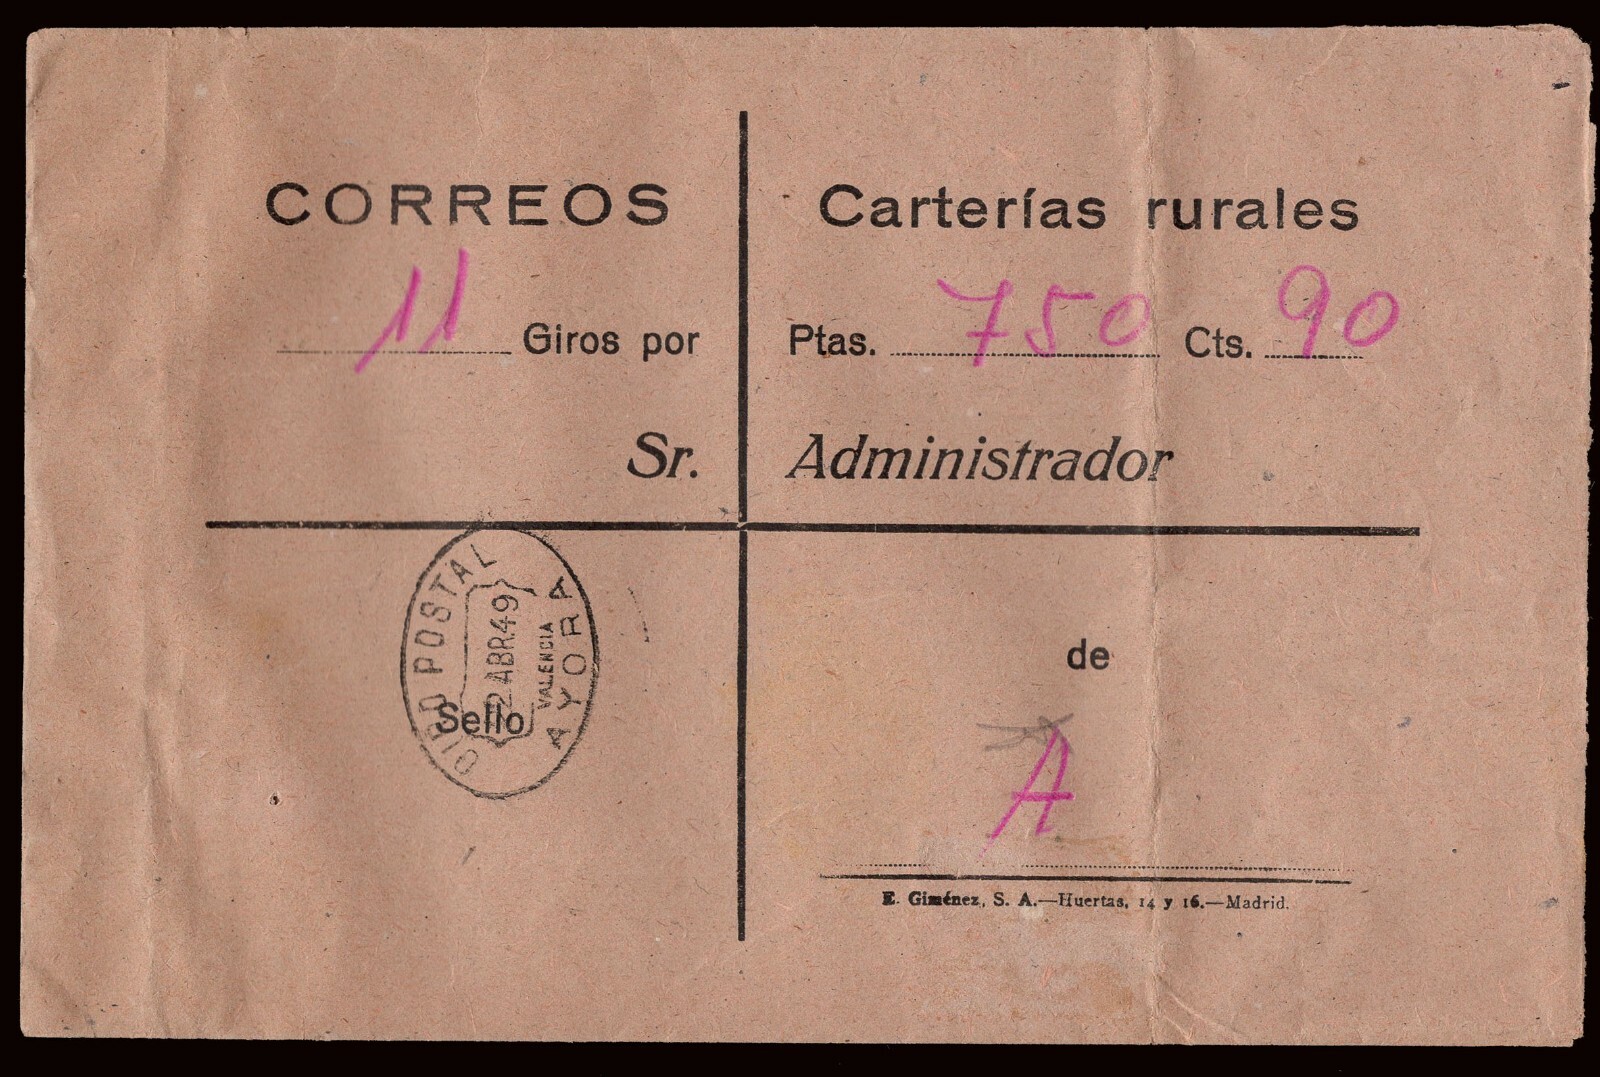 CORREOS
Carterías rurales
11 Giros por
Ptas. 750 Cts. 90
Sr.
Administrador
GIRO POSTAL
2 ABR.49
VALENCIA
AYORA
Sello
de
A
E. Giménez, S. A.—Huertas, 14 y 16.—Madrid.